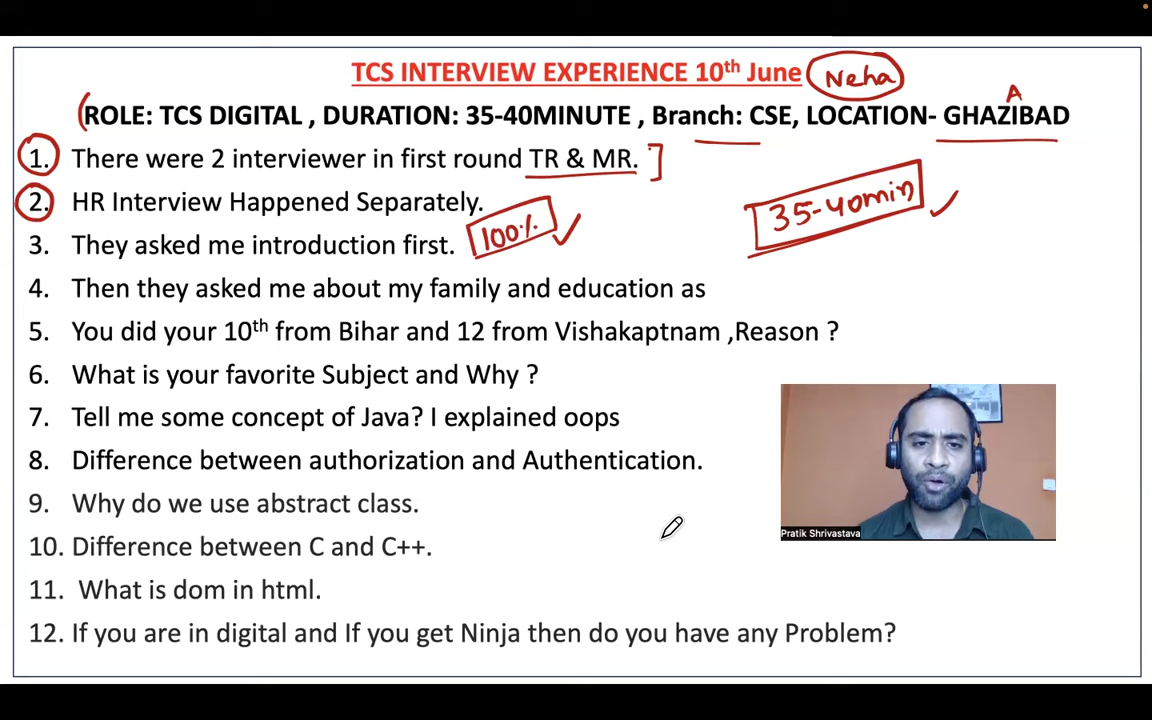 TCS INTERVIEW EXPERIENCE 10th June Neha
A
(ROLE: TCS DIGITAL , DURATION: 35-40MINUTE , Branch: CSE, LOCATION- GHAZIBAD
1. There were 2 interviewer in first round TR & MR. ]
2. HR Interview Happened Separately.
35-40min
3. They asked me introduction first. 100%
4. Then they asked me about my family and education as
5. You did your 10th from Bihar and 12 from Vishakaptnam ,Reason ?
6. What is your favorite Subject and Why ?
7. Tell me some concept of Java? I explained oops
8. Difference between authorization and Authentication.
9. Why do we use abstract class.
10. Difference between C and C++.
11. What is dom in html.
12. If you are in digital and If you get Ninja then do you have any Problem?
Pratik Shrivastava